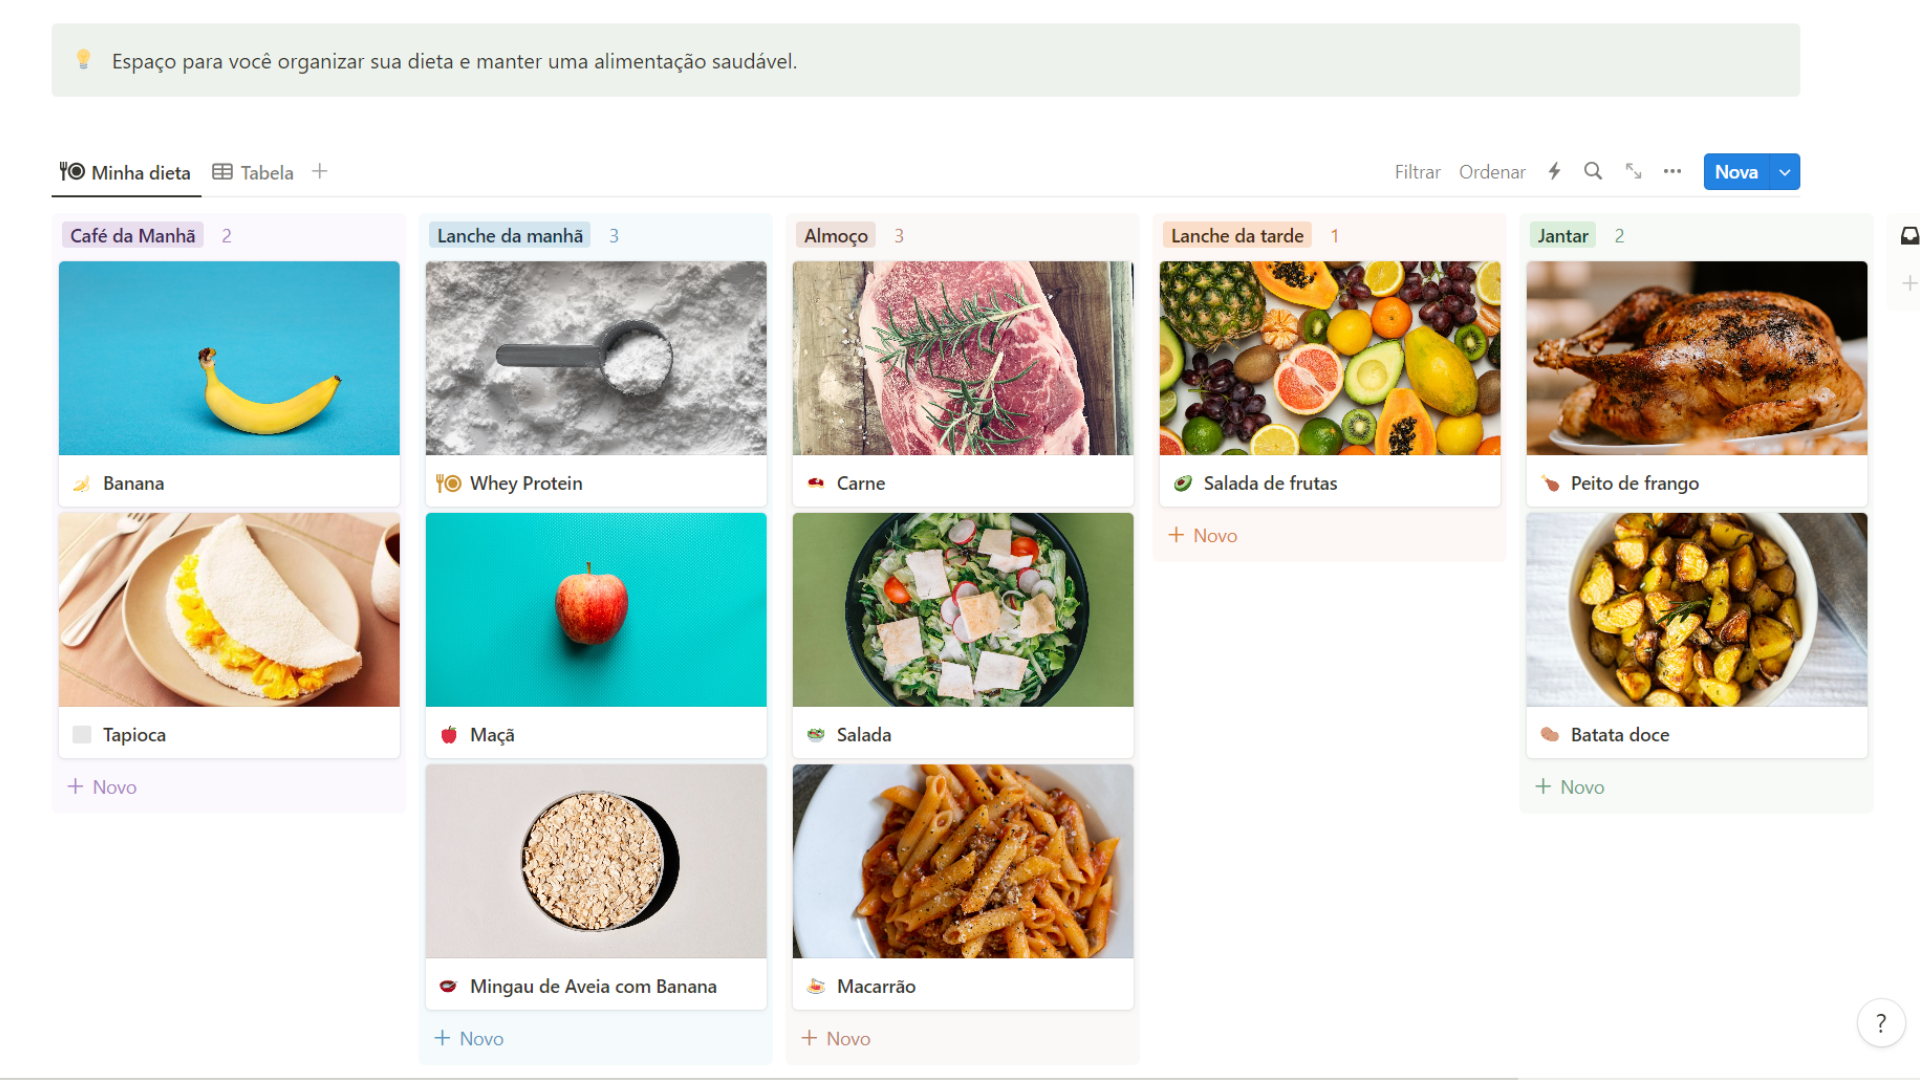 Espaço para você organizar sua dieta e manter uma alimentação saudável.
Minha dieta
Tabela
Filtrar
Ordenar
Nova
Café da Manhã 2
Banana
Tapioca
Novo
Lanche da manhã 3
Whey Protein
Maçã
Mingau de Aveia com Banana
Novo
Almoço 3
Carne
Salada
Macarrão
Novo
Lanche da tarde 1
Salada de frutas
Novo
Jantar 2
Peito de frango
Batata doce
Novo
?